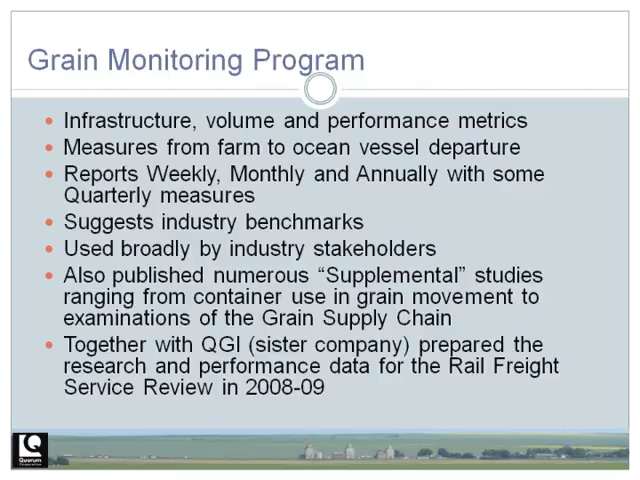 Grain Monitoring Program
Infrastructure, volume and performance metrics
Measures from farm to ocean vessel departure
Reports Weekly, Monthly and Annually with some
Quarterly measures
Suggests industry benchmarks
Used broadly by industry stakeholders
Also published numerous “Supplemental” studies
ranging from container use in grain movement to
examinations of the Grain Supply Chain
Together with QGI (sister company) prepared the
research and performance data for the Rail Freight
Service Review in 2008-09
Quorum
Corporation